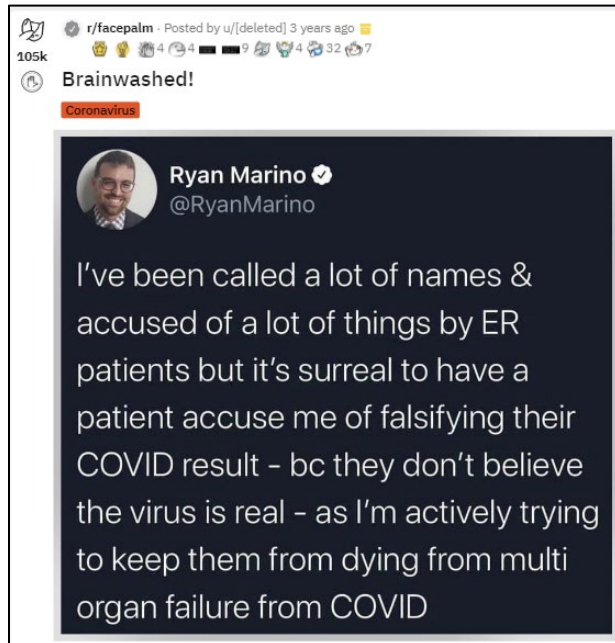 r/facepalm · Posted by u/[deleted] 3 years ago
4 4 9 4 32 7
105k
Brainwashed!
Coronavirus
Ryan Marino
@RyanMarino
I've been called a lot of names &
accused of a lot of things by ER
patients but it's surreal to have a
patient accuse me of falsifying their
COVID result - bc they don't believe
the virus is real - as I'm actively trying
to keep them from dying from multi
organ failure from COVID